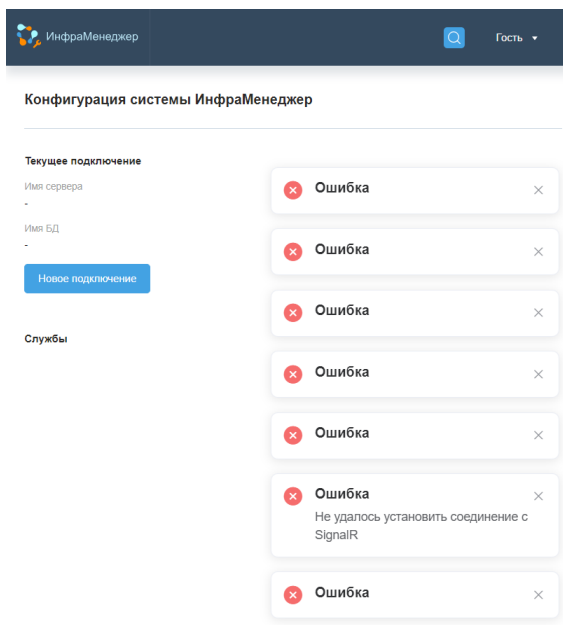 ИнфраМенеджер
Гость
Конфигурация системы ИнфраМенеджер
Текущее подключение
Имя сервера
-
Имя БД
-
Новое подключение
Службы
Ошибка
Ошибка
Ошибка
Ошибка
Ошибка
Ошибка
Не удалось установить соединение с
SignalR
Ошибка